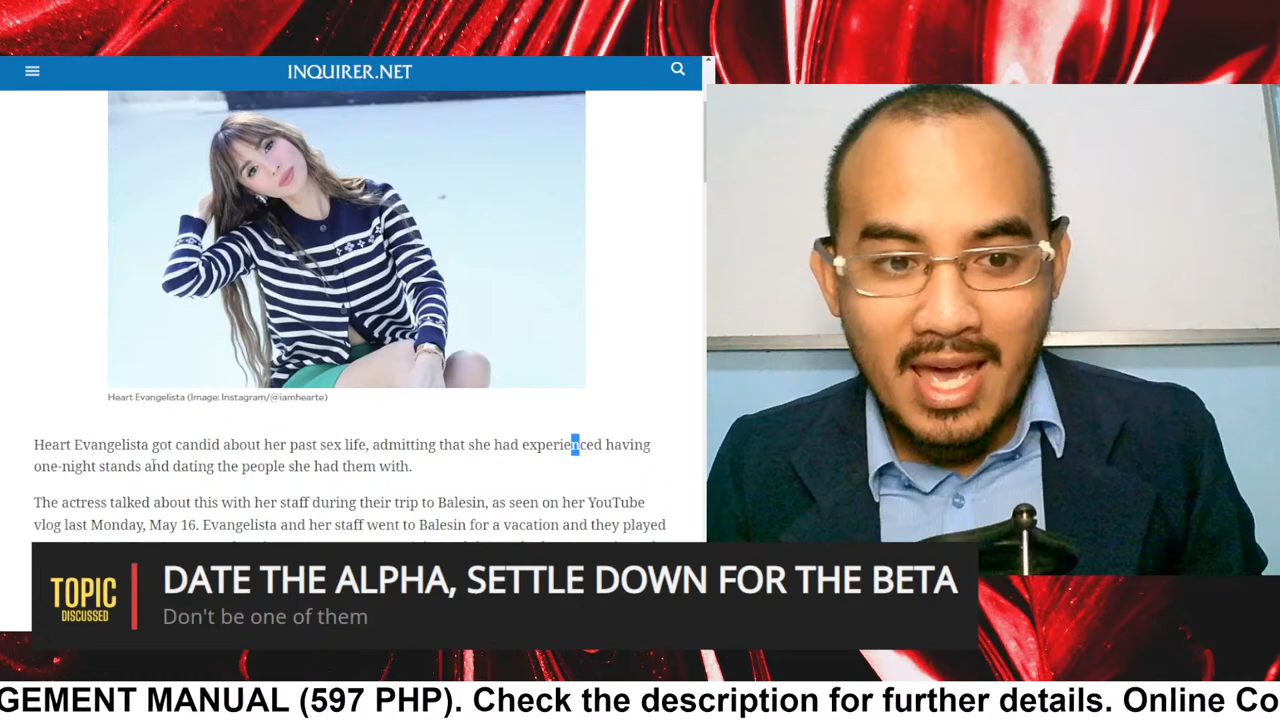 INQUIRER.NET
Heart Evangelista (Image: Instagram/@iamhearte)
Heart Evangelista got candid about her past sex life, admitting that she had experienced having
one-night stands and dating the people she had them with.
The actress talked about this with her staff during their trip to Balesin, as seen on her YouTube
vlog last Monday, May 16. Evangelista and her staff went to Balesin for a vacation and they played
TOPIC
DISCUSSED
DATE THE ALPHA, SETTLE DOWN FOR THE BETA
Don't be one of them
GEMENT MANUAL (597 PHP). Check the description for further details. Online Co